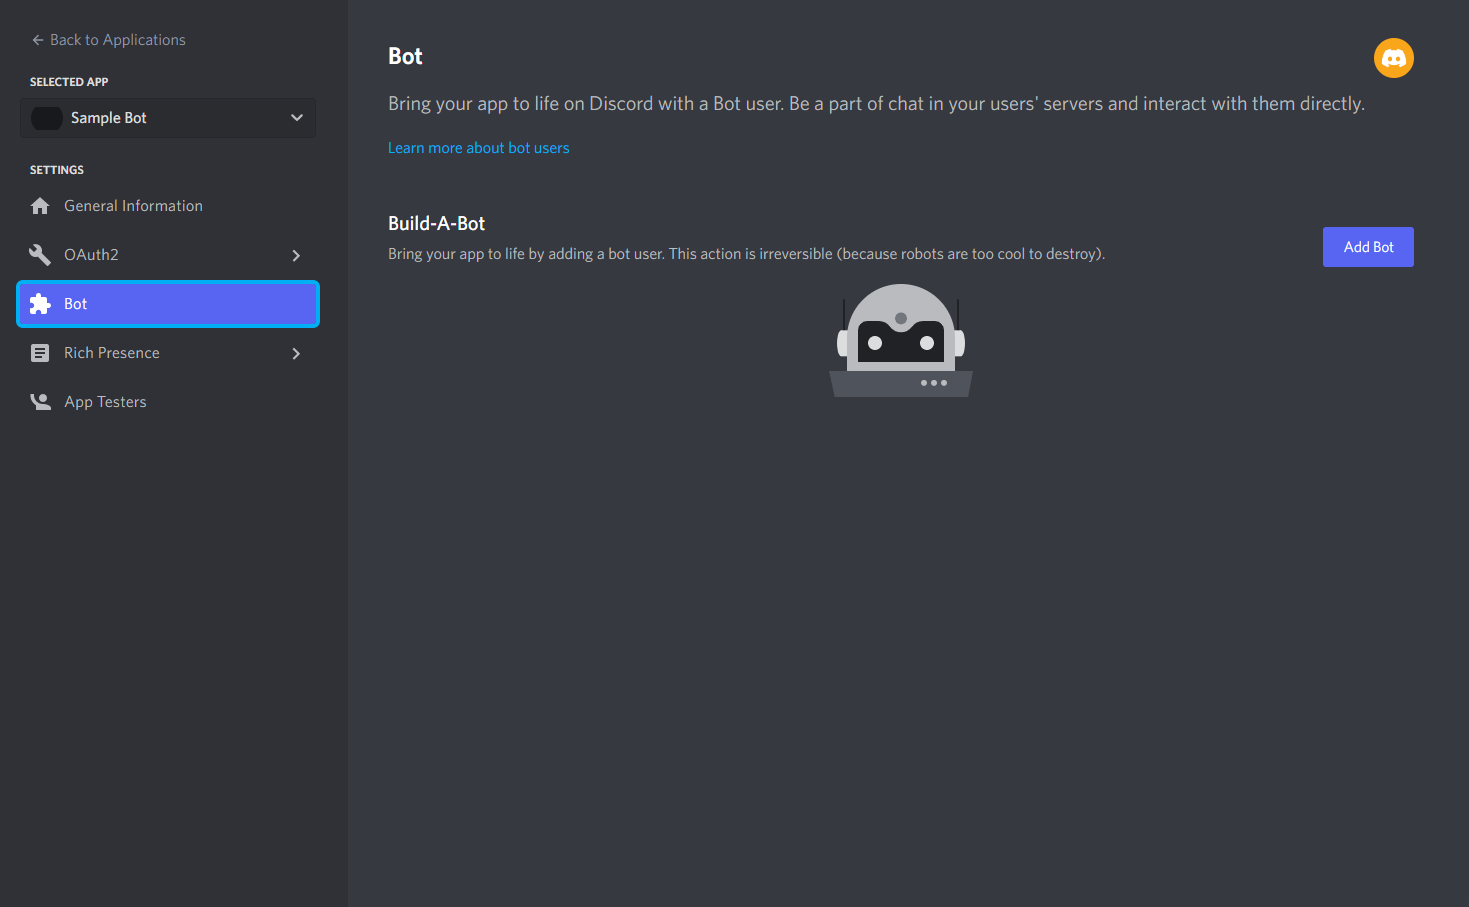 Back to Applications
SELECTED APP
Sample Bot
SETTINGS
General Information
OAuth2
Bot
Rich Presence
App Testers
Bot
Bring your app to life on Discord with a Bot user. Be a part of chat in your users' servers and interact with them directly.
Learn more about bot users
Build-A-Bot
Bring your app to life by adding a bot user. This action is irreversible (because robots are too cool to destroy).
Add Bot